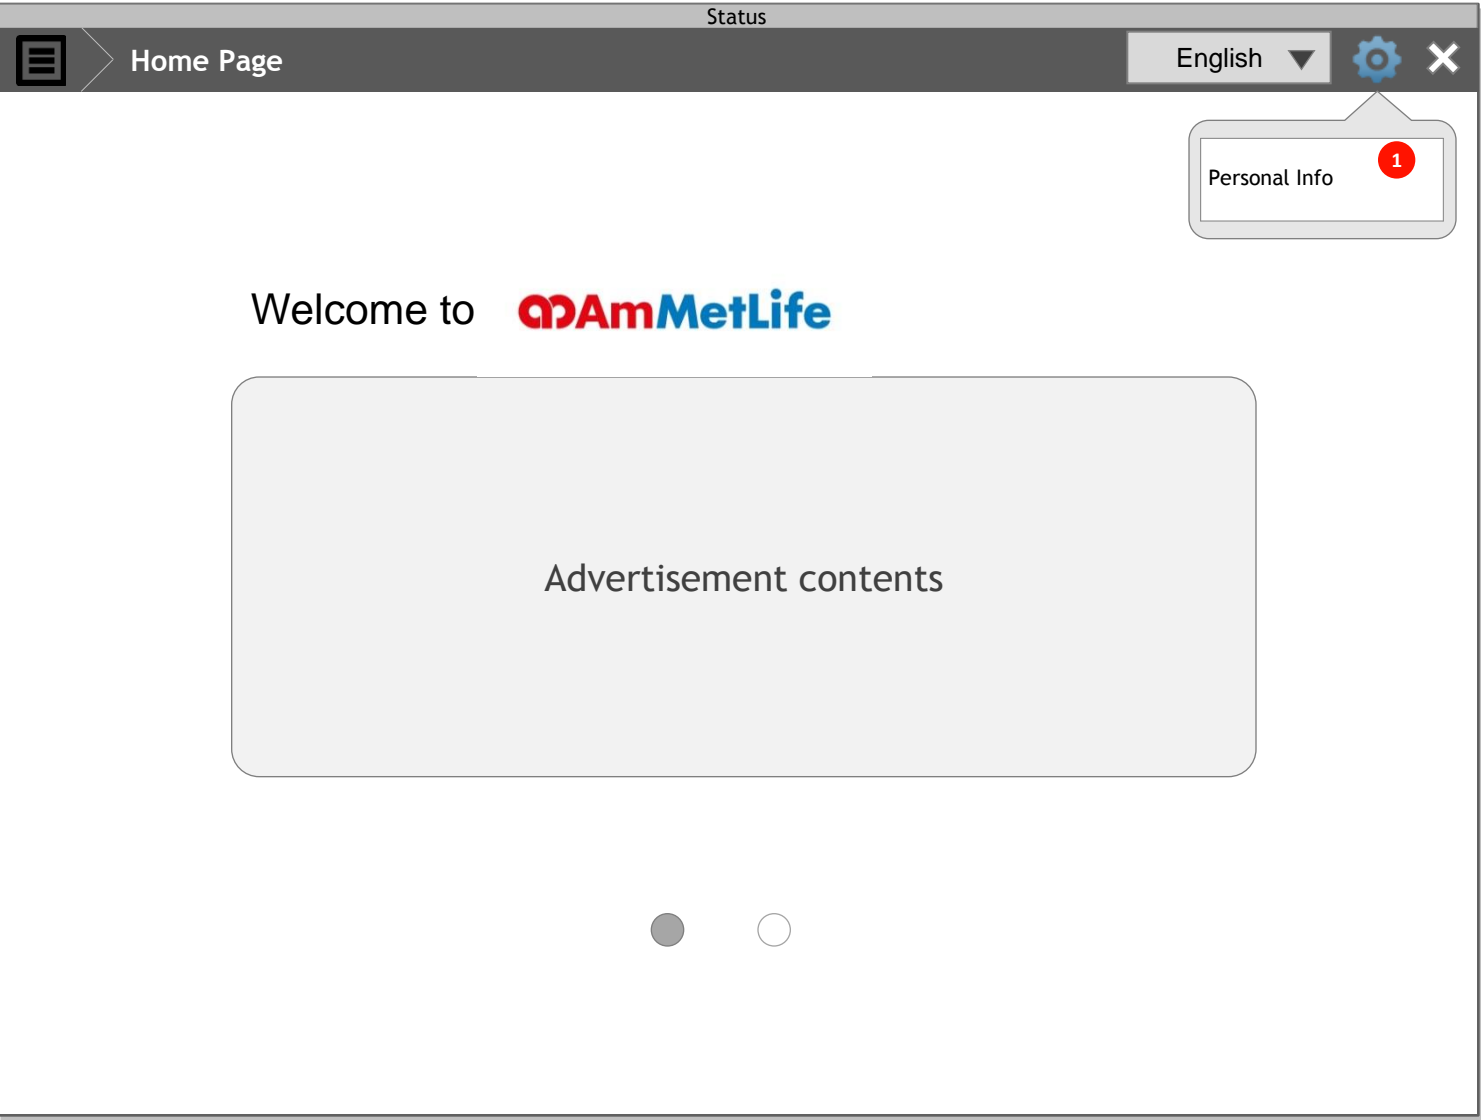 Status
Home Page
English
1
Personal Info
Welcome to AmMetLife
Advertisement contents